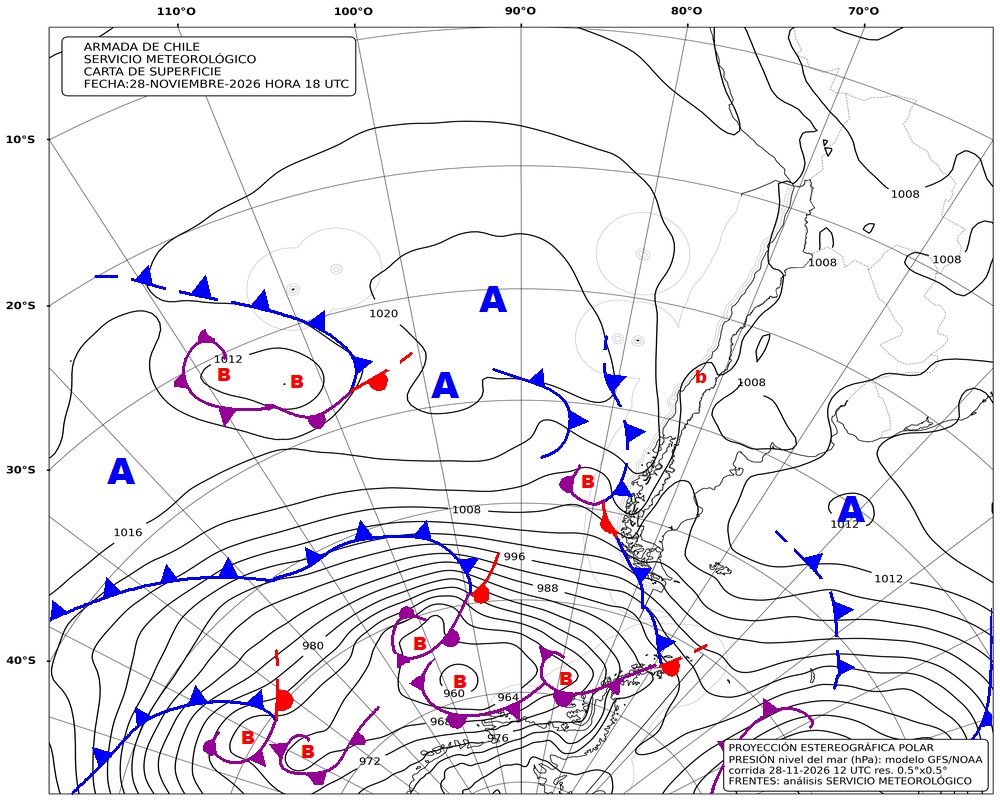 110°O 100°O 90°O 80°O 70°O
ARMADA DE CHILE
SERVICIO METEOROLÓGICO
CARTA DE SUPERFICIE
FECHA:28-NOVIEMBRE-2026 HORA 18 UTC
10°S
1008
1008
1008
20°S
A
1020
1012
B
B
A
b
1008
30°S
A
B
1008
A
1012
1016
996
1012
988
40°S
980
B
B
B
960
964
968
976
B
B
972
PROYECCIÓN ESTEREOGRÁFICA POLAR
PRESIÓN nivel del mar (hPa): modelo GFS/NOAA
corrida 28-11-2026 12 UTC res. 0.5°x0.5°
FRENTES: análisis SERVICIO METEOROLÓGICO